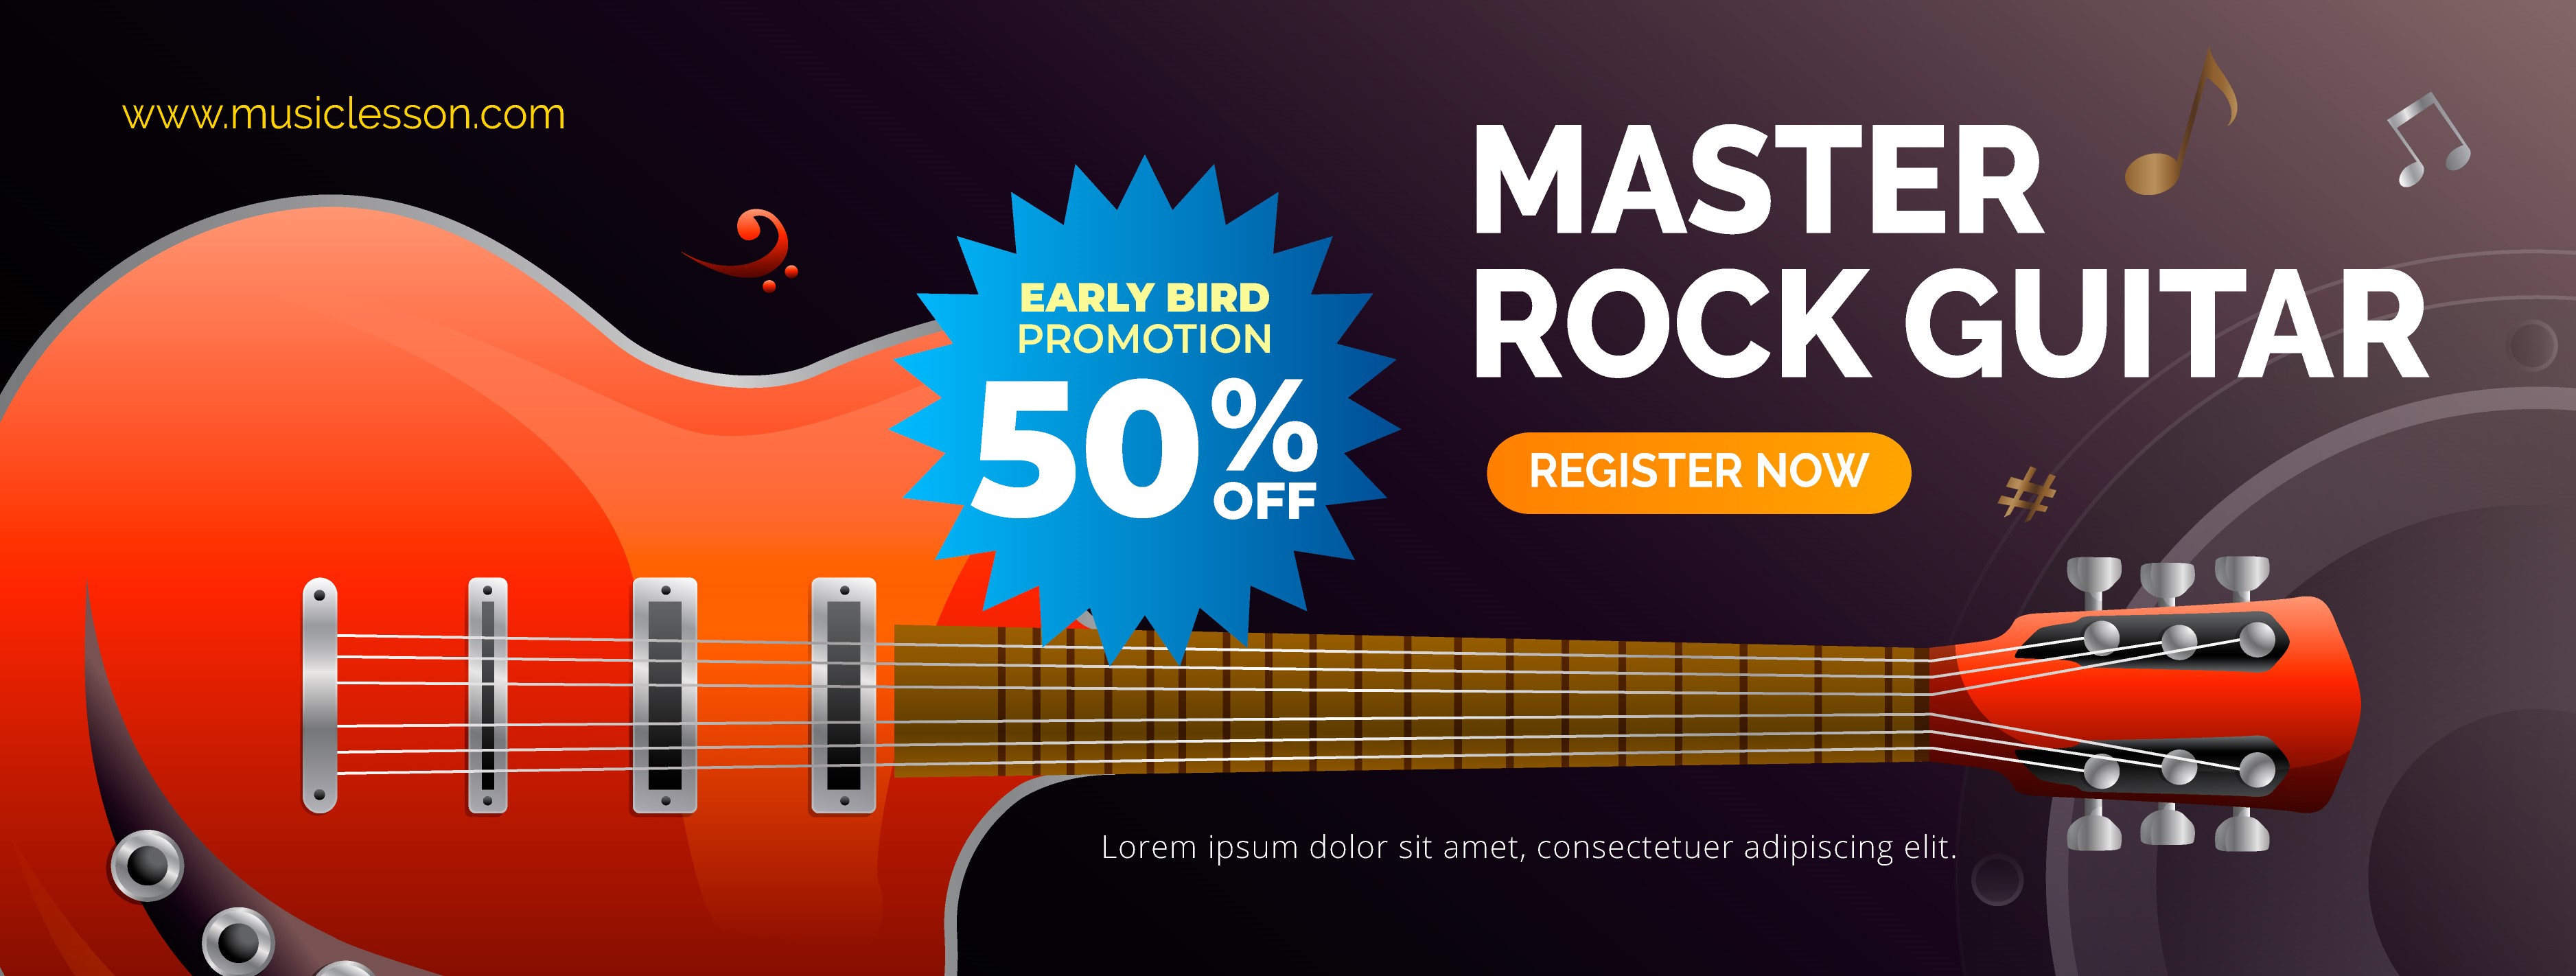 www.musiclesson.com
EARLY BIRD
PROMOTION
50%
OFF
MASTER
ROCK GUITAR
REGISTER NOW
Lorem ipsum dolor sit amet, consectetuer adipiscing elit.